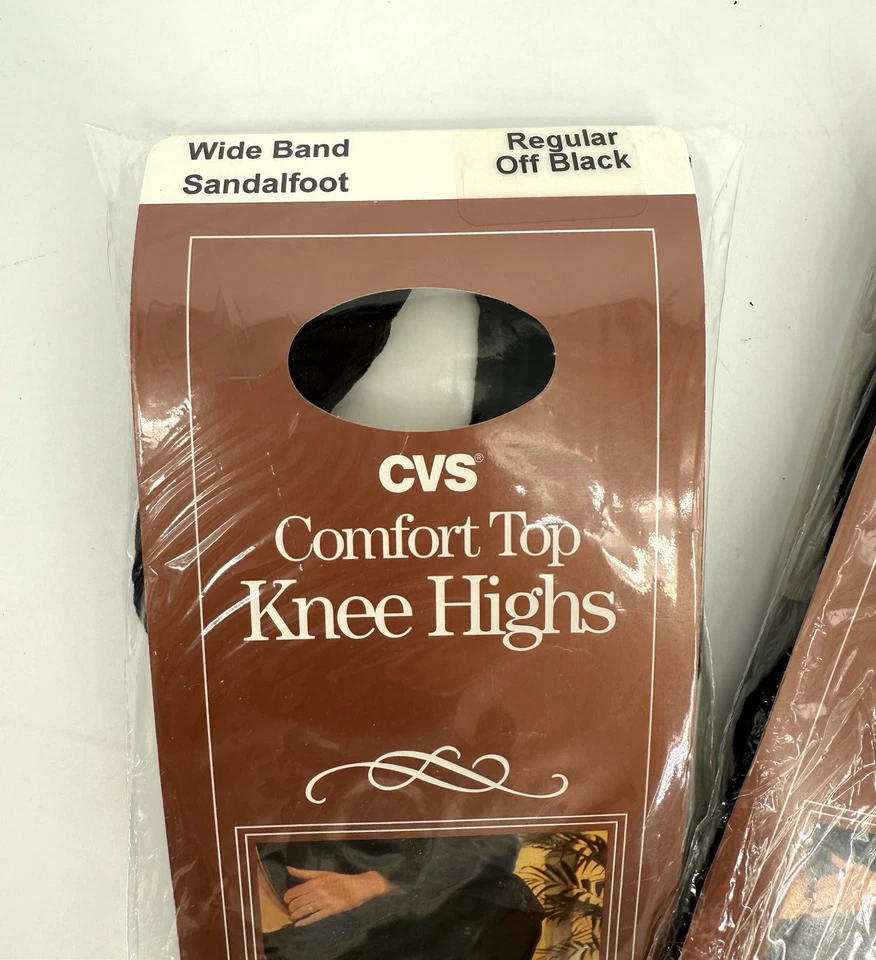 Wide Band
Sandalfoot
Regular
Off Black
CVS®
Comfort Top
Knee Highs